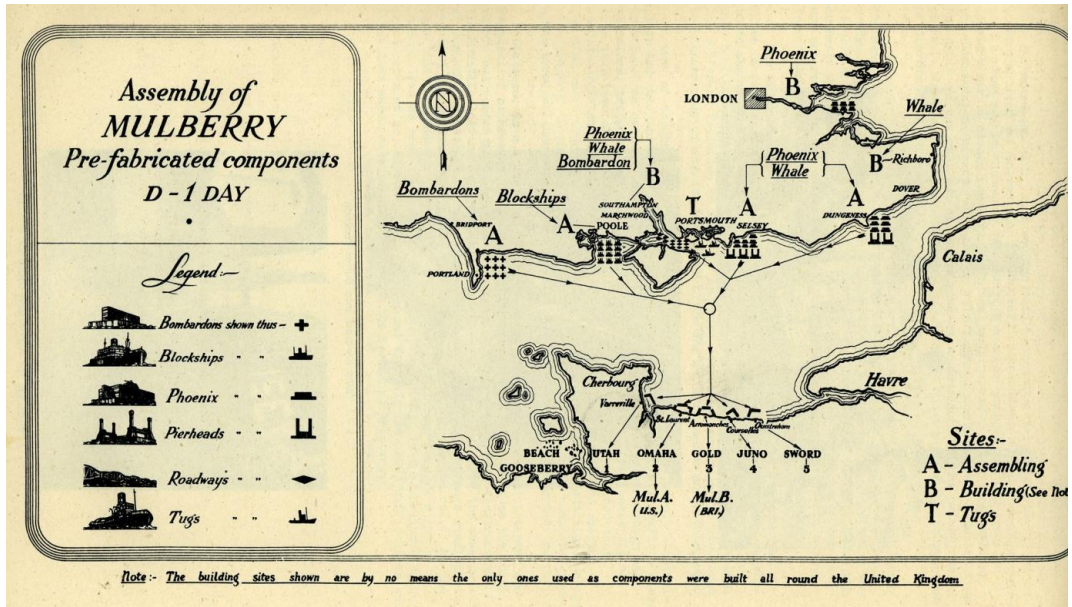 Assembly of
MULBERRY
Pre-fabricated components
D - 1 DAY
Legend:-
Bombardons shown thus -
Blockships " "
Phoenix " "
Pierheads " "
Roadways " "
Tugs " "
N
Phoenix
B
LONDON
Whale
B
Richboro'
DOVER
Phoenix
Whale
Bombardon
B
Phoenix
Whale
A
A
Bombardons
Blockships
SOUTHAMPTON
MARCHWOOD
T
PORTSMOUTH
SELSEY
DUNGENESS
BRIDPORT
A
A
POOLE
PORTLAND
Calais
Cherbourg
Varreville
Havre
St. Laurent
Arromanches
Courseulles
Ouistreham
BEACH UTAH OMAHA GOLD JUNO SWORD
GOOSEBERRY 1 2 3 4 5
Mul.A. Mul.B.
(U.S.) (BRI.)
Sites:-
A - Assembling
B - Building (See Not
T - Tugs
Note:- The building sites shown are by no means the only ones used as components were built all round the United Kingdom